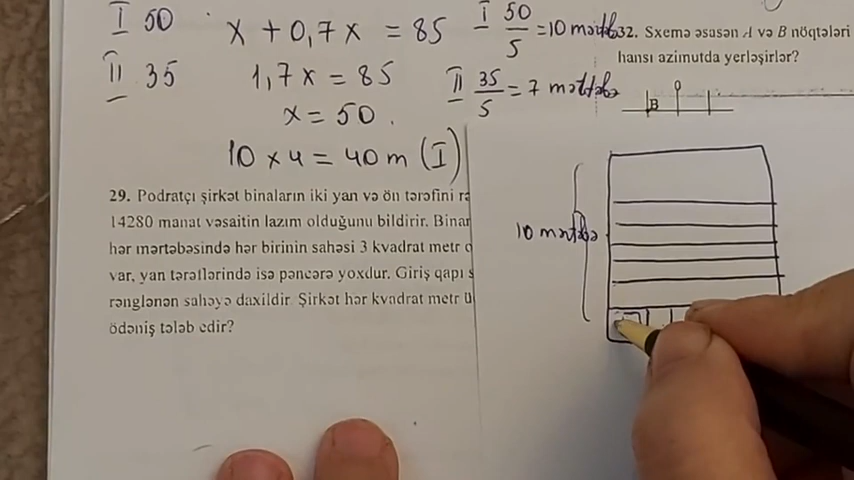 I 50
II 35
x + 0,7x = 85
1,7x = 85
x = 50.
10 × 4 = 40 m (I)
I 50/5 = 10 mərtəbə
II 35/5 = 7 mərtəbə
32. Sxemə əsasən A və B nöqtələri
hansı azimutda yerləşirlər?
B
29. Podratçı şirkət binaların iki yan və ön tərəfini
14280 manat vəsaitin lazım olduğunu bildirir.
hər mərtəbəsində hər birinin sahəsi 3 kvadrat metr
var, yan tərəflərində isə pəncərə yoxdur. Giriş qapı
rənglənən sahəyə daxildir Şirkət hər kvadrat metr
ödəniş tələb edir?
10 mərtəbə